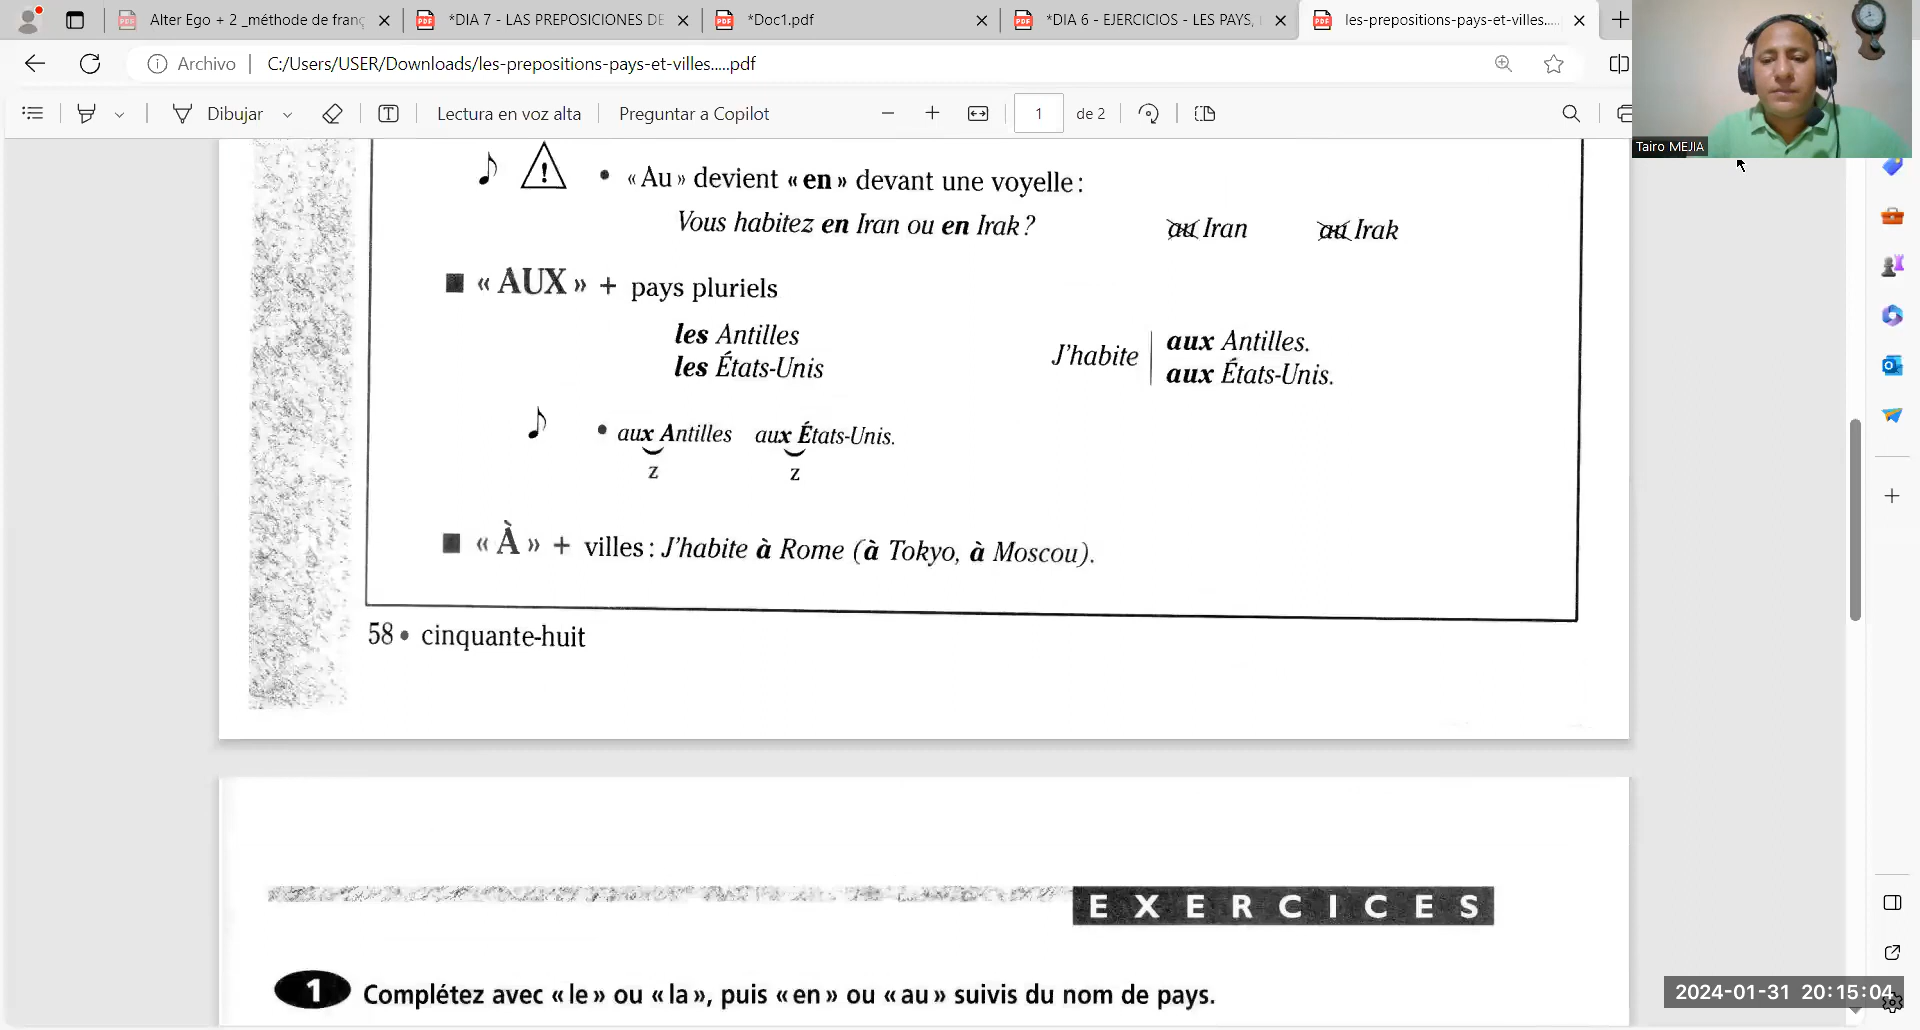 Alter Ego + 2 _méthode de franç
*DIA 7 - LAS PREPOSICIONES DE
*Doc1.pdf
*DIA 6 - EJERCICIOS - LES PAYS,
les-prepositions-pays-et-villes.....
Archivo
C:/Users/USER/Downloads/les-prepositions-pays-et-villes.....pdf
Dibujar
Lectura en voz alta
Preguntar a Copilot
1
de 2
Tairo MEJIA
• «Au» devient «en» devant une voyelle :
Vous habitez en Iran ou en Irak ? au Iran au Irak
■ « AUX » + pays pluriels
les Antilles
les États-Unis
J'habite
aux Antilles.
aux États-Unis.
• aux Antilles aux États-Unis.
z z
■ « À » + villes : J'habite à Rome (à Tokyo, à Moscou).
58 • cinquante-huit
EXERCICES
1 Complétez avec «le» ou «la», puis «en» ou «au» suivis du nom de pays.
2024-01-31 20:15:04